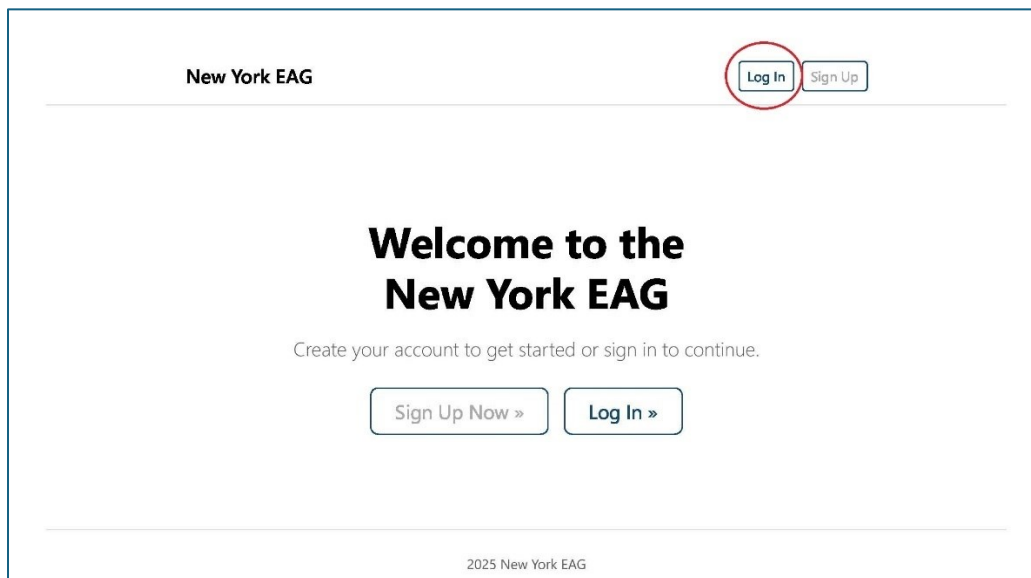 New York EAG
Log In Sign Up
Welcome to the
New York EAG
Create your account to get started or sign in to continue.
Sign Up Now » Log In »
2025 New York EAG